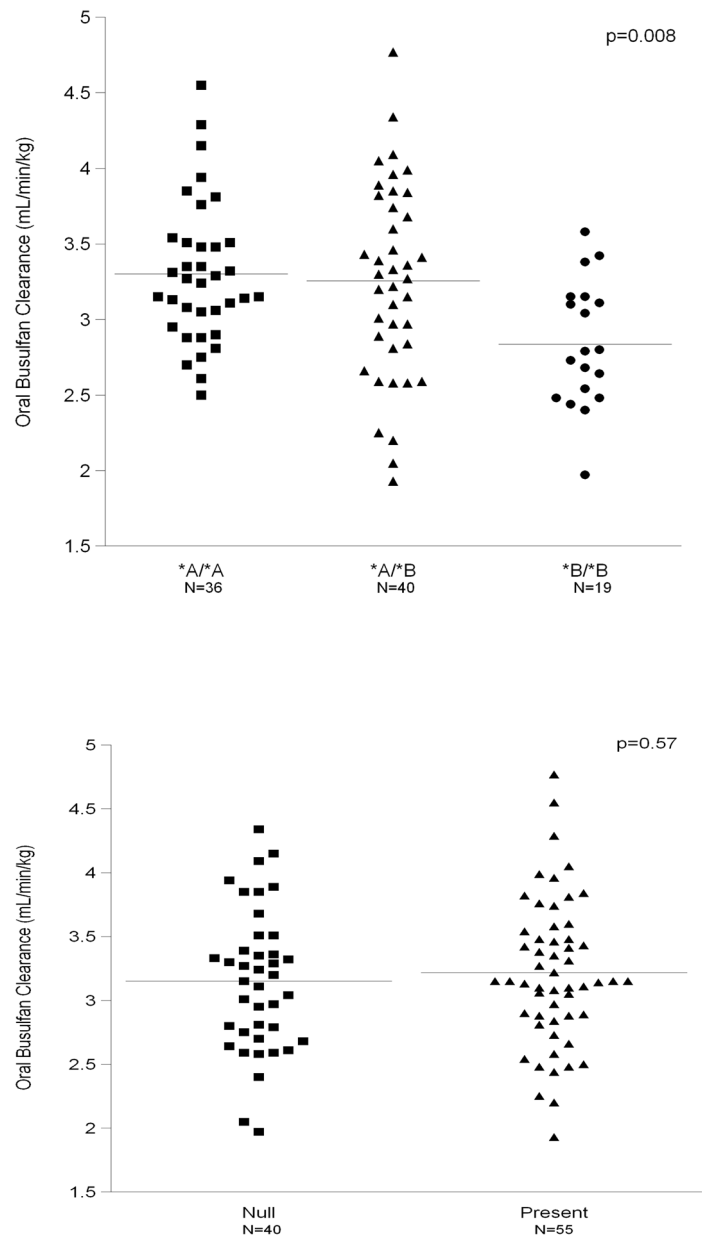 5
p=0.008
4.5
4
3.5
3
2.5
2
1.5
Oral Busulfan Clearance (mL/min/kg)
*A/*A *A/*B *B/*B
N=36 N=40 N=19
5
p=0.57
4.5
4
3.5
3
2.5
2
1.5
Oral Busulfan Clearance (mL/min/kg)
Null Present
N=40 N=55